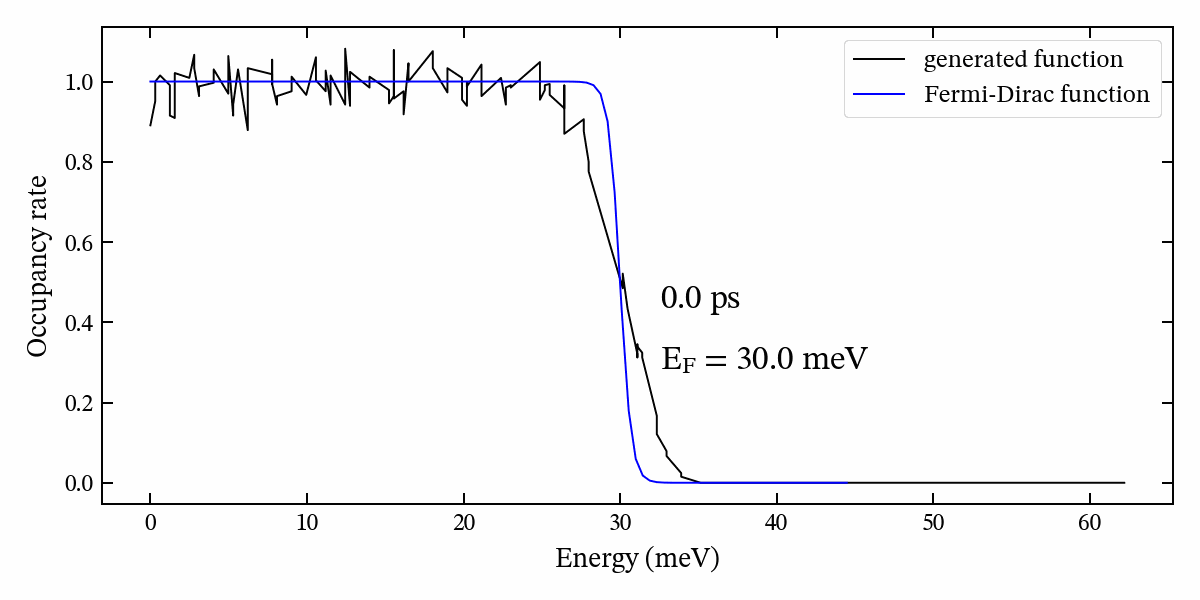 generated function
Fermi-Dirac function
1.0
0.8
0.6
0.4
0.2
0.0
Occupancy rate
0.0 ps
E_F = 30.0 meV
0
10
20
30
40
50
60
Energy (meV)